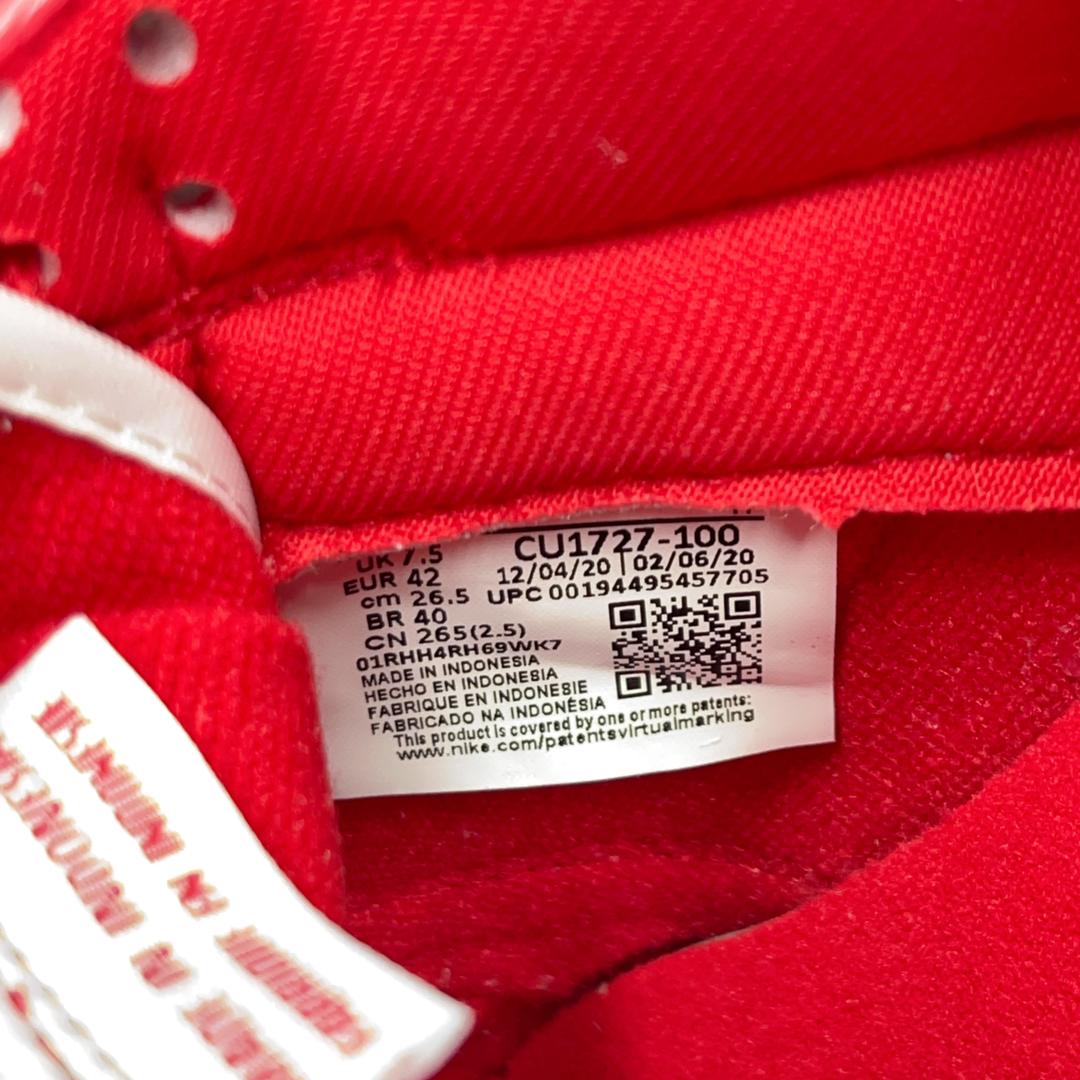 UK 7.5
EUR 42
cm 26.5
BR 40
CN 265(2.5)
CU1727-100
12/04/20 | 02/06/20
UPC 00194495457705
01RHH4RH69WK7
MADE IN INDONESIA
HECHO EN INDONESIA
FABRIQUE EN INDONESIE
FABRICADO NA INDONÉSIA
This product is covered by one or more patents:
www.nike.com/patentsvirtualmarking